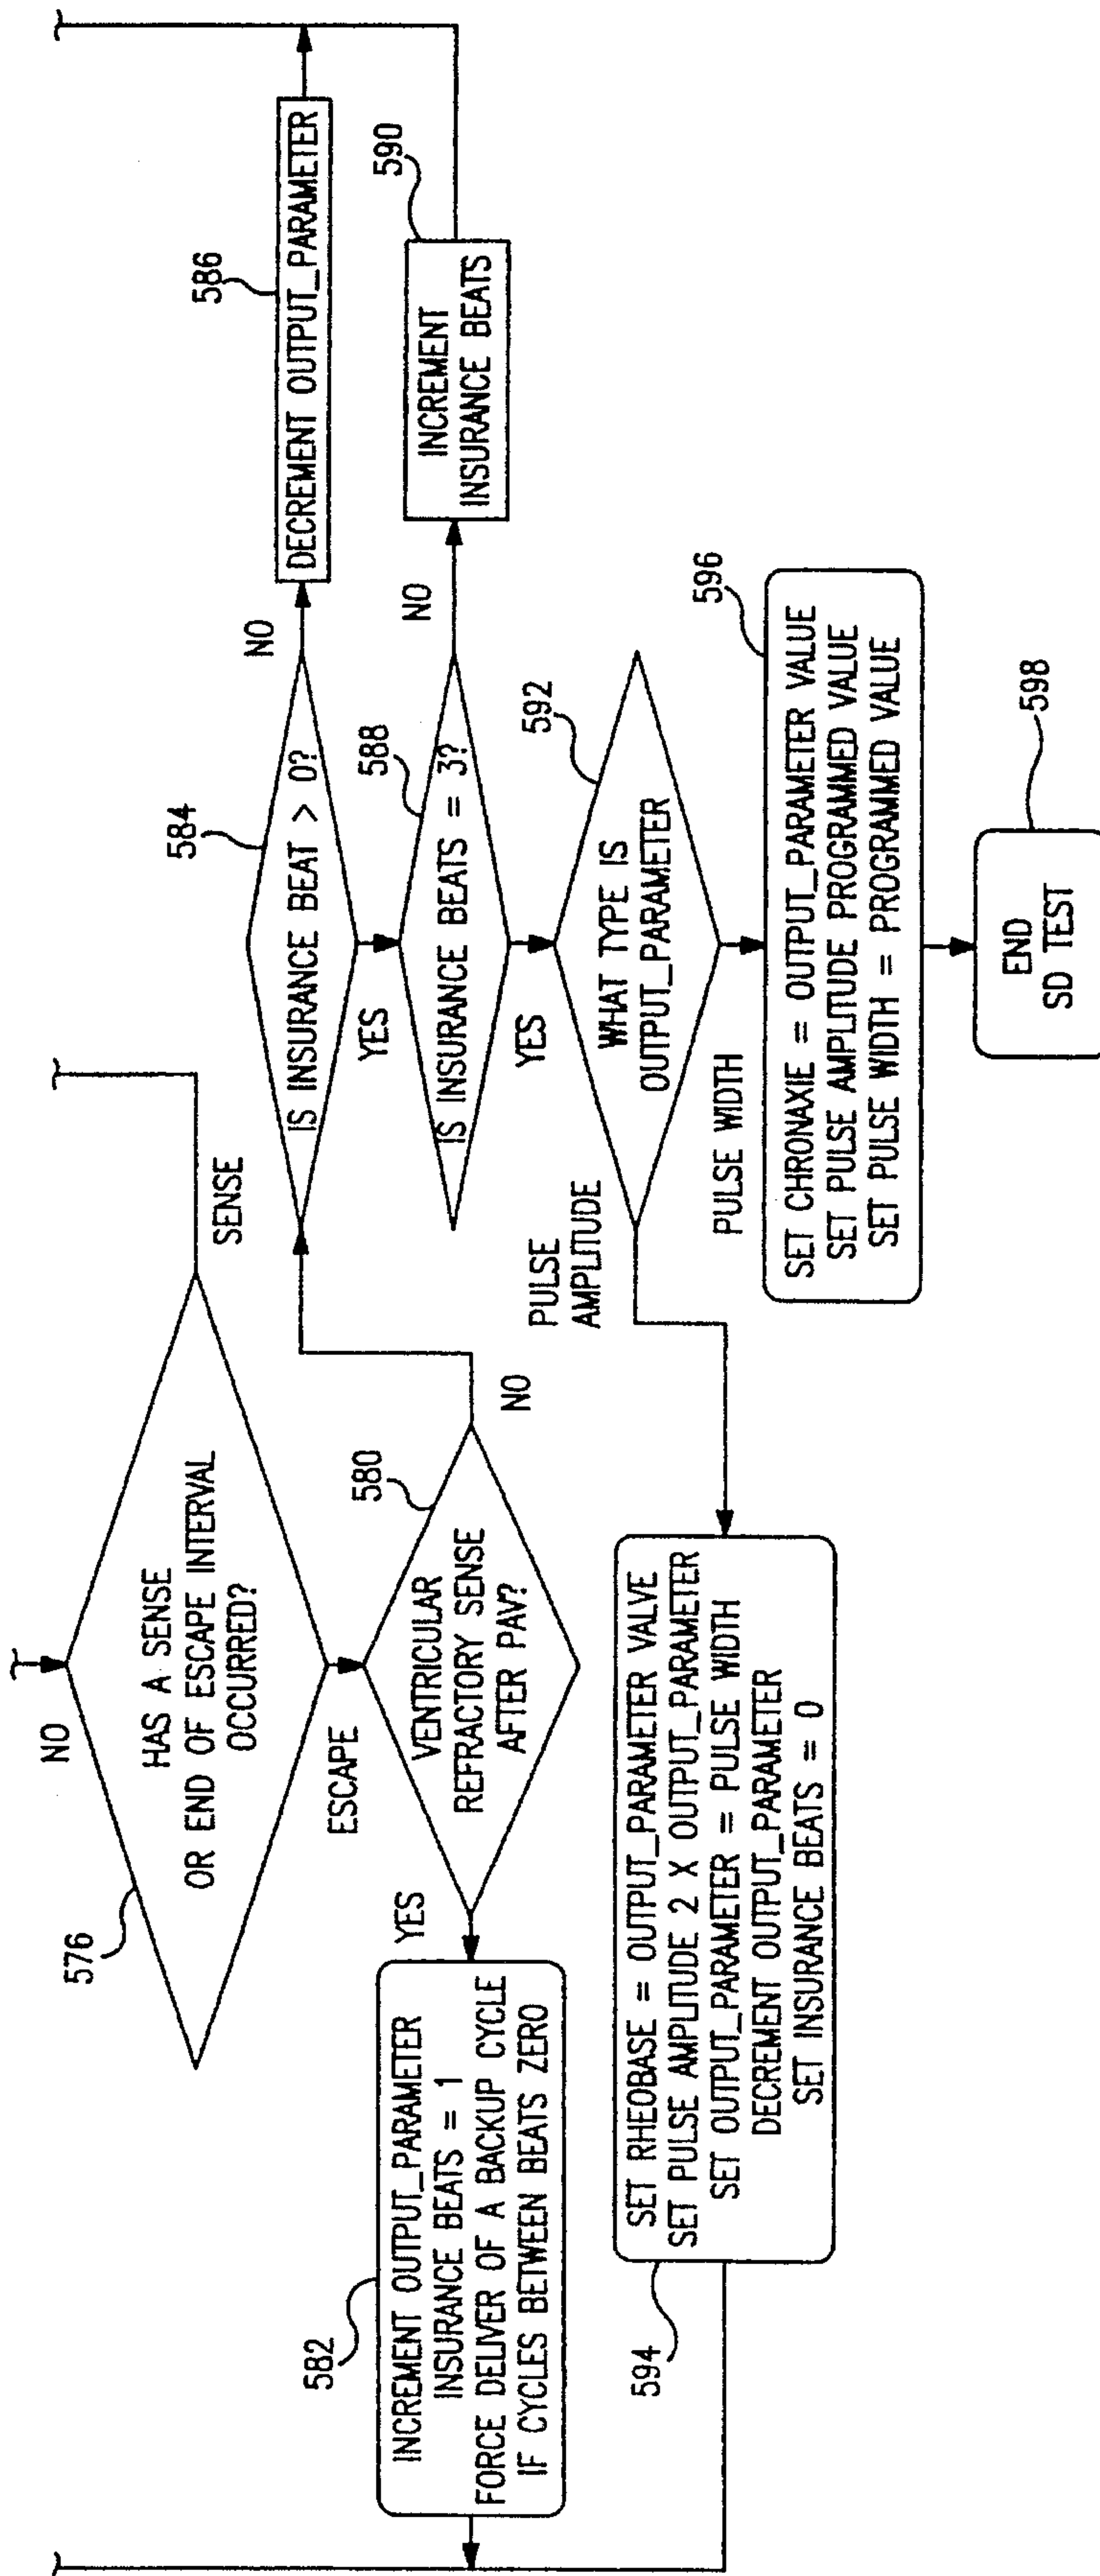 NO
576
HAS A SENSE
OR END OF ESCAPE INTERVAL
OCCURRED?
SENSE
ESCAPE
580
VENTRICULAR
REFRACTORY SENSE
AFTER PAV?
YES
NO
582
INCREMENT OUTPUT_PARAMETER
INSURANCE BEATS = 1
FORCE DELIVER OF A BACKUP CYCLE
IF CYCLES BETWEEN BEATS ZERO
584
IS INSURANCE BEAT > 0?
NO
586
DECREMENT OUTPUT_PARAMETER
YES
588
IS INSURANCE BEATS = 3?
NO
590
INCREMENT
INSURANCE BEATS
YES
592
WHAT TYPE IS
OUTPUT_PARAMETER
PULSE
AMPLITUDE
PULSE WIDTH
594
SET RHEOBASE = OUTPUT_PARAMETER VALVE
SET PULSE AMPLITUDE 2 X OUTPUT_PARAMETER
SET OUTPUT_PARAMETER = PULSE WIDTH
DECREMENT OUTPUT_PARAMETER
SET INSURANCE BEATS = 0
596
SET CHRONAXIE = OUTPUT_PARAMETER VALUE
SET PULSE AMPLITUDE PROGRAMMED VALUE
SET PULSE WIDTH = PROGRAMMED VALUE
598
END
SD TEST